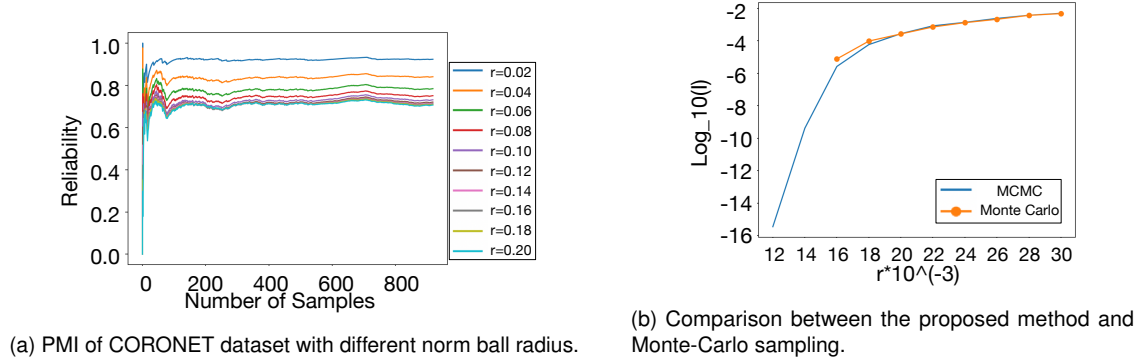 1.0
0.8
0.6
0.4
0.2
0.0
Reliability
0 200 400 600 800
Number of Samples
r=0.02
r=0.04
r=0.06
r=0.08
r=0.10
r=0.12
r=0.14
r=0.16
r=0.18
r=0.20
(a) PMI of CORONET dataset with different norm ball radius.
-2
-4
-6
-8
-10
-12
-14
-16
Log_10(I)
12 14 16 18 20 22 24 26 28 30
r*10^(-3)
MCMC
Monte Carlo
(b) Comparison between the proposed method and
Monte-Carlo sampling.